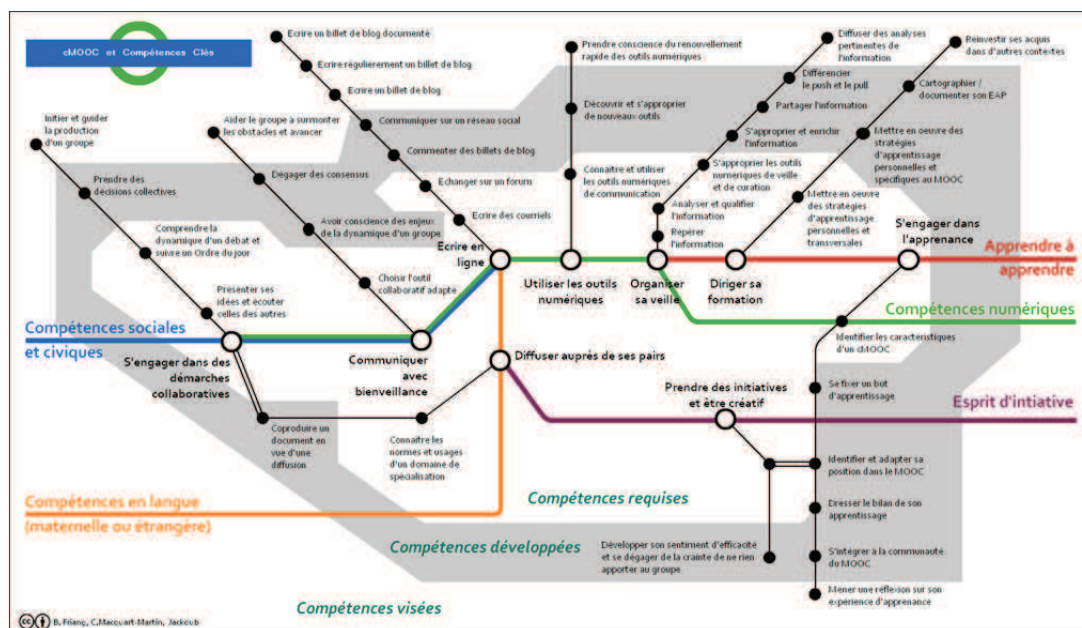 cMOOC et Compétences Clés
Ecrire un billet de blog documenté
Ecrire régulierement un billet de blog
Ecrire un billet de blog
Communiquer sur un réseau social
Commenter des billets de blog
Echanger sur un forum
Ecrire des courriels
Ecrire en
ligne
Initier et guider
la production
d'un groupe
Prendre des
décisions collectives
Comprendre la
dynamique d'un débat et
suivre un Ordre du jour
Présenter ses
idées et écouter
celles des autres
Aider le groupe à surmonter
les obstacles et avancer
Dégager des consensus
Avoir conscience des enjeux
de la dynamique d'un groupe
Choisir l'outil
collaboratif adapté
Prendre conscience du renouvellement
rapide des outils numériques
Découvrir et s'approprier
de nouveaux outils
Connaitre et utiliser
les outils numériques
de communication
Diffuser des analyses
pertinentes de
l'information
Différencier
le push et le pull
Partager l'information
S'approprier et enrichir
l'information
S'approprier les outils
numériques de veille
et de curation
Analyser et qualifier
l'information
Repérer
l'information
Reinvestir ses acquis
dans d'autres contextes
Cartographier /
documenter son EAP
Mettre en oeuvre des
stratégies
d'apprentissage
personnelles et
spécifiques au MOOC
Mettre en oeuvre
des stratégies
d'apprentissage
personnelles et
transversales
S'engager dans
l'apprenance
Apprendre à
apprendre
Utiliser les outils
numériques
Organiser
sa veille
Diriger sa
formation
Compétences numériques
Compétences sociales
et civiques
S'engager dans des
démarches
collaboratives
Communiquer
avec
bienveillance
Diffuser auprès de ses pairs
Identifier les caractéristiques
d'un cMOOC
Se fixer un but
d'apprentissage
Prendre des initiatives
et être créatif
Esprit d'intiative
Coproduire un
document en
vue d'une
diffusion
Connaitre les
normes et usages
d'un domaine de
spécialisation
Identifier et adapter sa
position dans le MOOC
Compétences en langue
(maternelle ou étrangère)
Compétences requises
Dresser le bilan de son
apprentissage
Compétences développées
Développer son sentiment d'efficacité
et se dégager de la crainte de ne rien
apporter au groupe
S'intégrer à la communauté
du MOOC
Mener une réflexion sur son
expérience d'apprenance
Compétences visées
cc B. Friang, C.Macquart-Martin, Jackoub